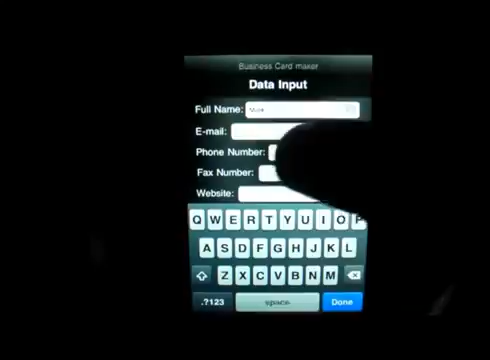 Business Card maker
Data Input
Full Name:
E-mail:
Phone Number:
Fax Number:
Website:
Q W E R T Y U I O P
A S D F G H J K L
Z X C V B N M
.?123 space Done